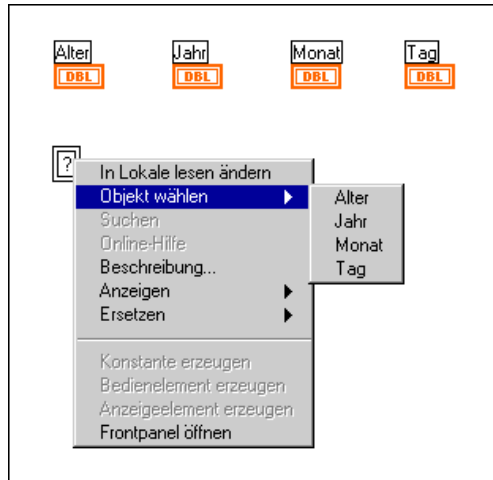 Alter Jahr Monat Tag
DBL DBL DBL DBL
?
In Lokale lesen ändern
Objekt wählen
Suchen
Online-Hilfe
Beschreibung...
Anzeigen
Ersetzen
Konstante erzeugen
Bedienelement erzeugen
Anzeigeelement erzeugen
Frontpanel öffnen
Alter
Jahr
Monat
Tag